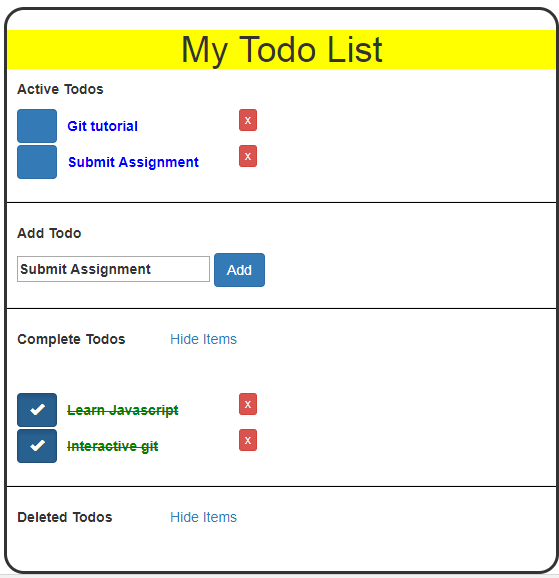 My Todo List
Active Todos
Git tutorial x
Submit Assignment x
Add Todo
Submit Assignment Add
Complete Todos Hide Items
Learn Javascript x
Interactive git x
Deleted Todos Hide Items